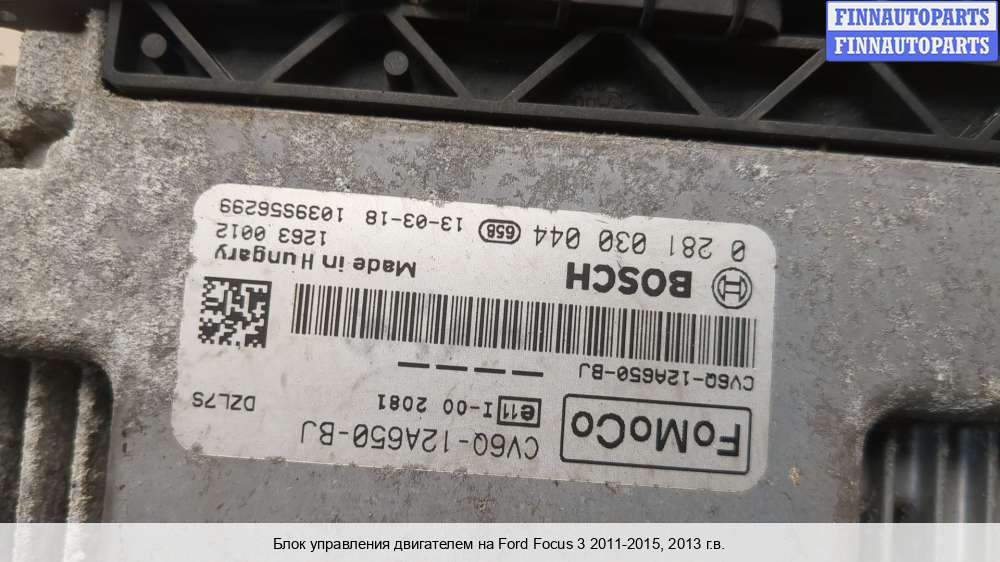 FINNAUTOPARTS
FINNAUTOPARTS
FoMoCo
CV6Q-12A650-BJ
e11 I-00 2081
DZL7S
CV6Q-12A650-BJ
BOSCH
Made in Hungary
1263 0012
0 281 030 044 658 13-03-18 1039S56299
Блок управления двигателем на Ford Focus 3 2011-2015, 2013 г.в.